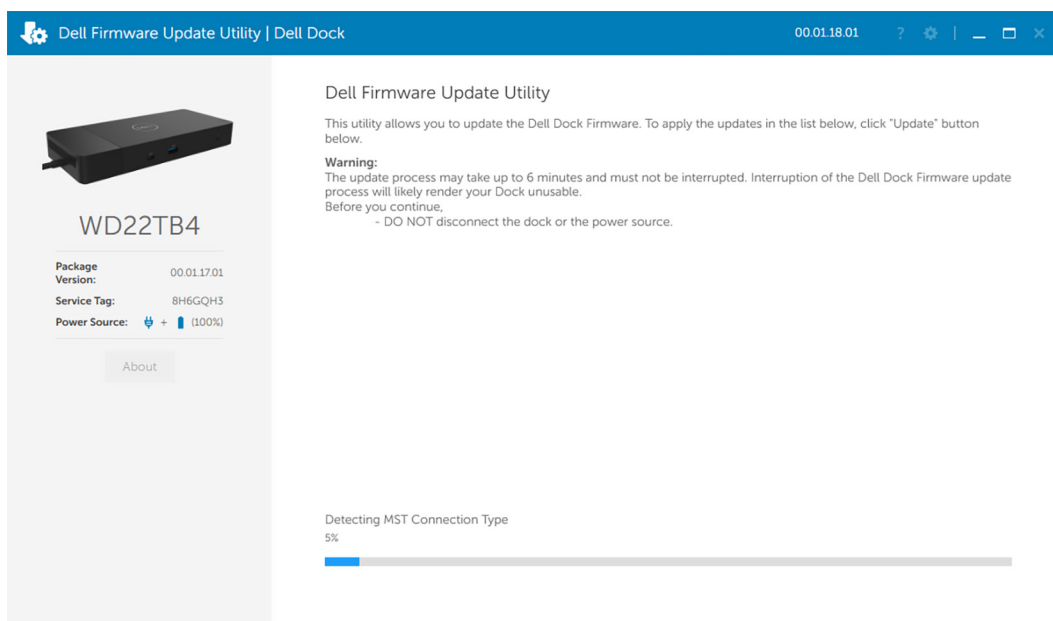 Dell Firmware Update Utility | Dell Dock
00.01.18.01
?
Dell Firmware Update Utility
This utility allows you to update the Dell Dock Firmware. To apply the updates in the list below, click "Update" button
below.
Warning:
The update process may take up to 6 minutes and must not be interrupted. Interruption of the Dell Dock Firmware update
process will likely render your Dock unusable.
Before you continue,
- DO NOT disconnect the dock or the power source.
WD22TB4
Package
Version:
00.01.17.01
Service Tag: 8H6GQH3
Power Source: + (100%)
About
Detecting MST Connection Type
5%